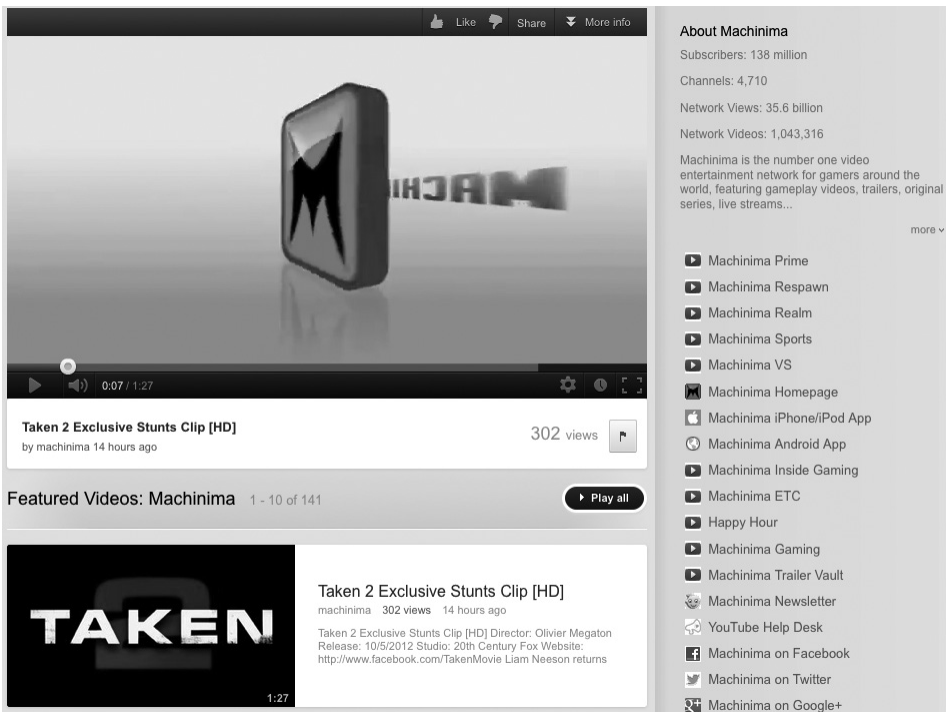 Like
Share
More info
MACHI
0:07 / 1:27
Taken 2 Exclusive Stunts Clip [HD]
by machinima 14 hours ago
302 views
Featured Videos: Machinima 1 - 10 of 141
Play all
TAKEN
2
1:27
Taken 2 Exclusive Stunts Clip [HD]
machinima 302 views 14 hours ago
Taken 2 Exclusive Stunts Clip [HD] Director: Olivier Megaton
Release: 10/5/2012 Studio: 20th Century Fox Website:
http://www.facebook.com/TakenMovie Liam Neeson returns
About Machinima
Subscribers: 138 million
Channels: 4,710
Network Views: 35.6 billion
Network Videos: 1,043,316
Machinima is the number one video
entertainment network for gamers around the
world, featuring gameplay videos, trailers, original
series, live streams...
more
Machinima Prime
Machinima Respawn
Machinima Realm
Machinima Sports
Machinima VS
Machinima Homepage
Machinima iPhone/iPod App
Machinima Android App
Machinima Inside Gaming
Machinima ETC
Happy Hour
Machinima Gaming
Machinima Trailer Vault
Machinima Newsletter
YouTube Help Desk
Machinima on Facebook
Machinima on Twitter
Machinima on Google+